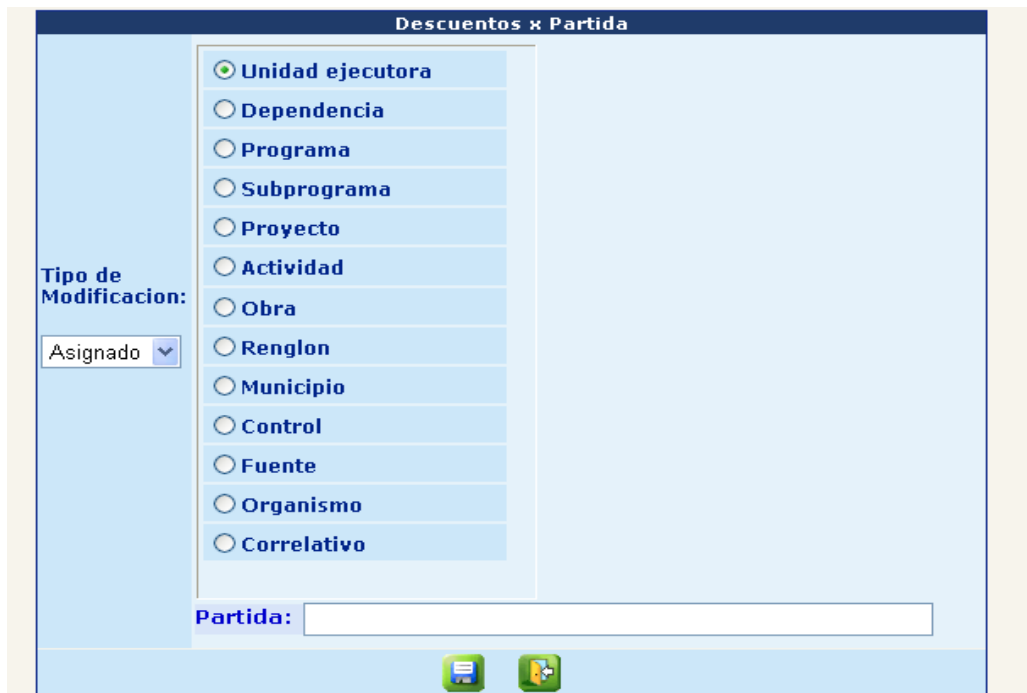 Descuentos x Partida
Unidad ejecutora
Dependencia
Programa
Subprograma
Proyecto
Actividad
Obra
Renglon
Municipio
Control
Fuente
Organismo
Correlativo
Tipo de
Modificacion:
Asignado
Partida: